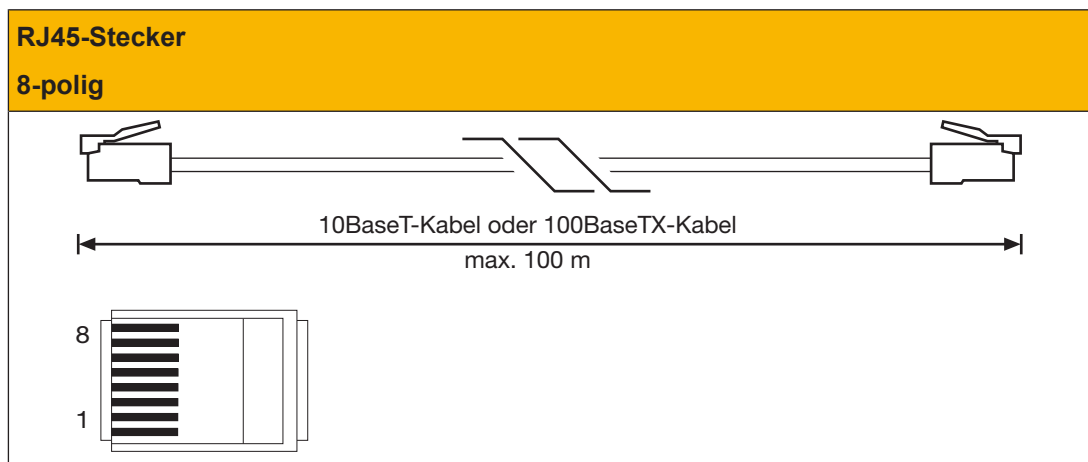 RJ45-Stecker
8-polig
10BaseT-Kabel oder 100BaseTX-Kabel
max. 100 m
8
1